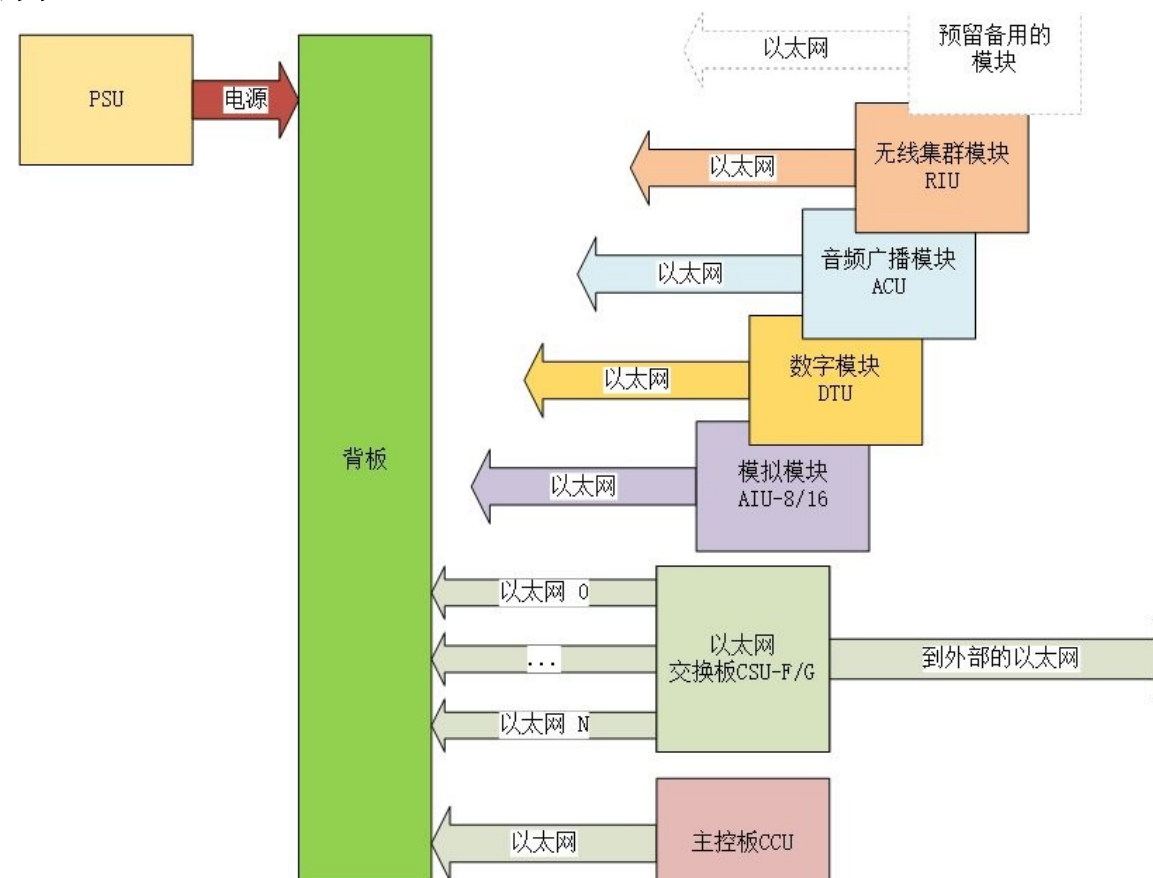 预留备用的
模块
以太网
PSU
电源
无线集群模块
RIU
以太网
音频广播模块
ACU
以太网
数字模块
DTU
以太网
背板
模拟模块
AIU-8/16
以太网
以太网 0
...
以太网 N
以太网
交换板CSU-F/G
到外部的以太网
以太网
主控板CCU